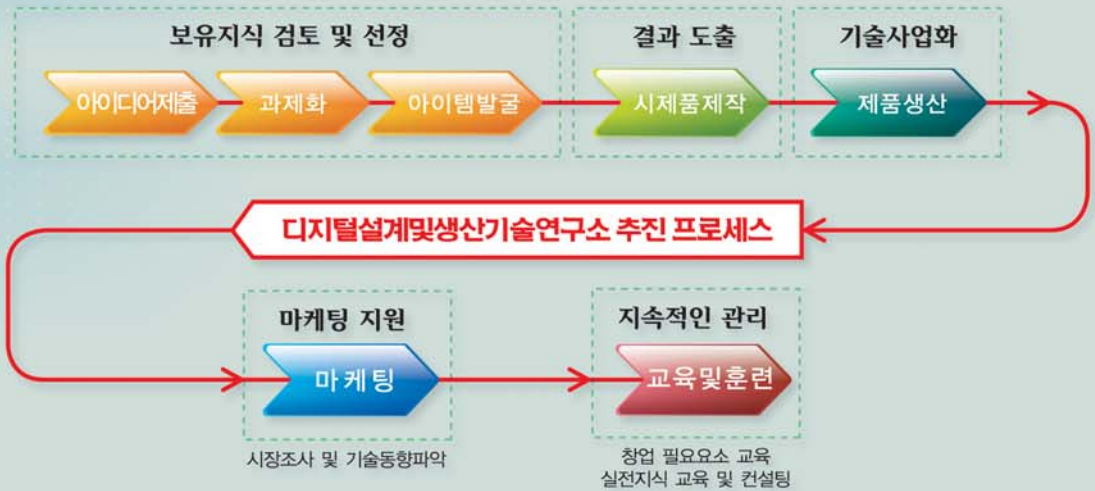 보유지식 검토 및 선정
아이디어제출
과제화
아이템발굴
결과 도출
시제품제작
기술사업화
제품생산
디지털설계및생산기술연구소 추진 프로세스
마케팅 지원
마케팅
시장조사 및 기술동향파악
지속적인 관리
교육및훈련
창업 필요요소 교육
실전지식 교육 및 컨설팅